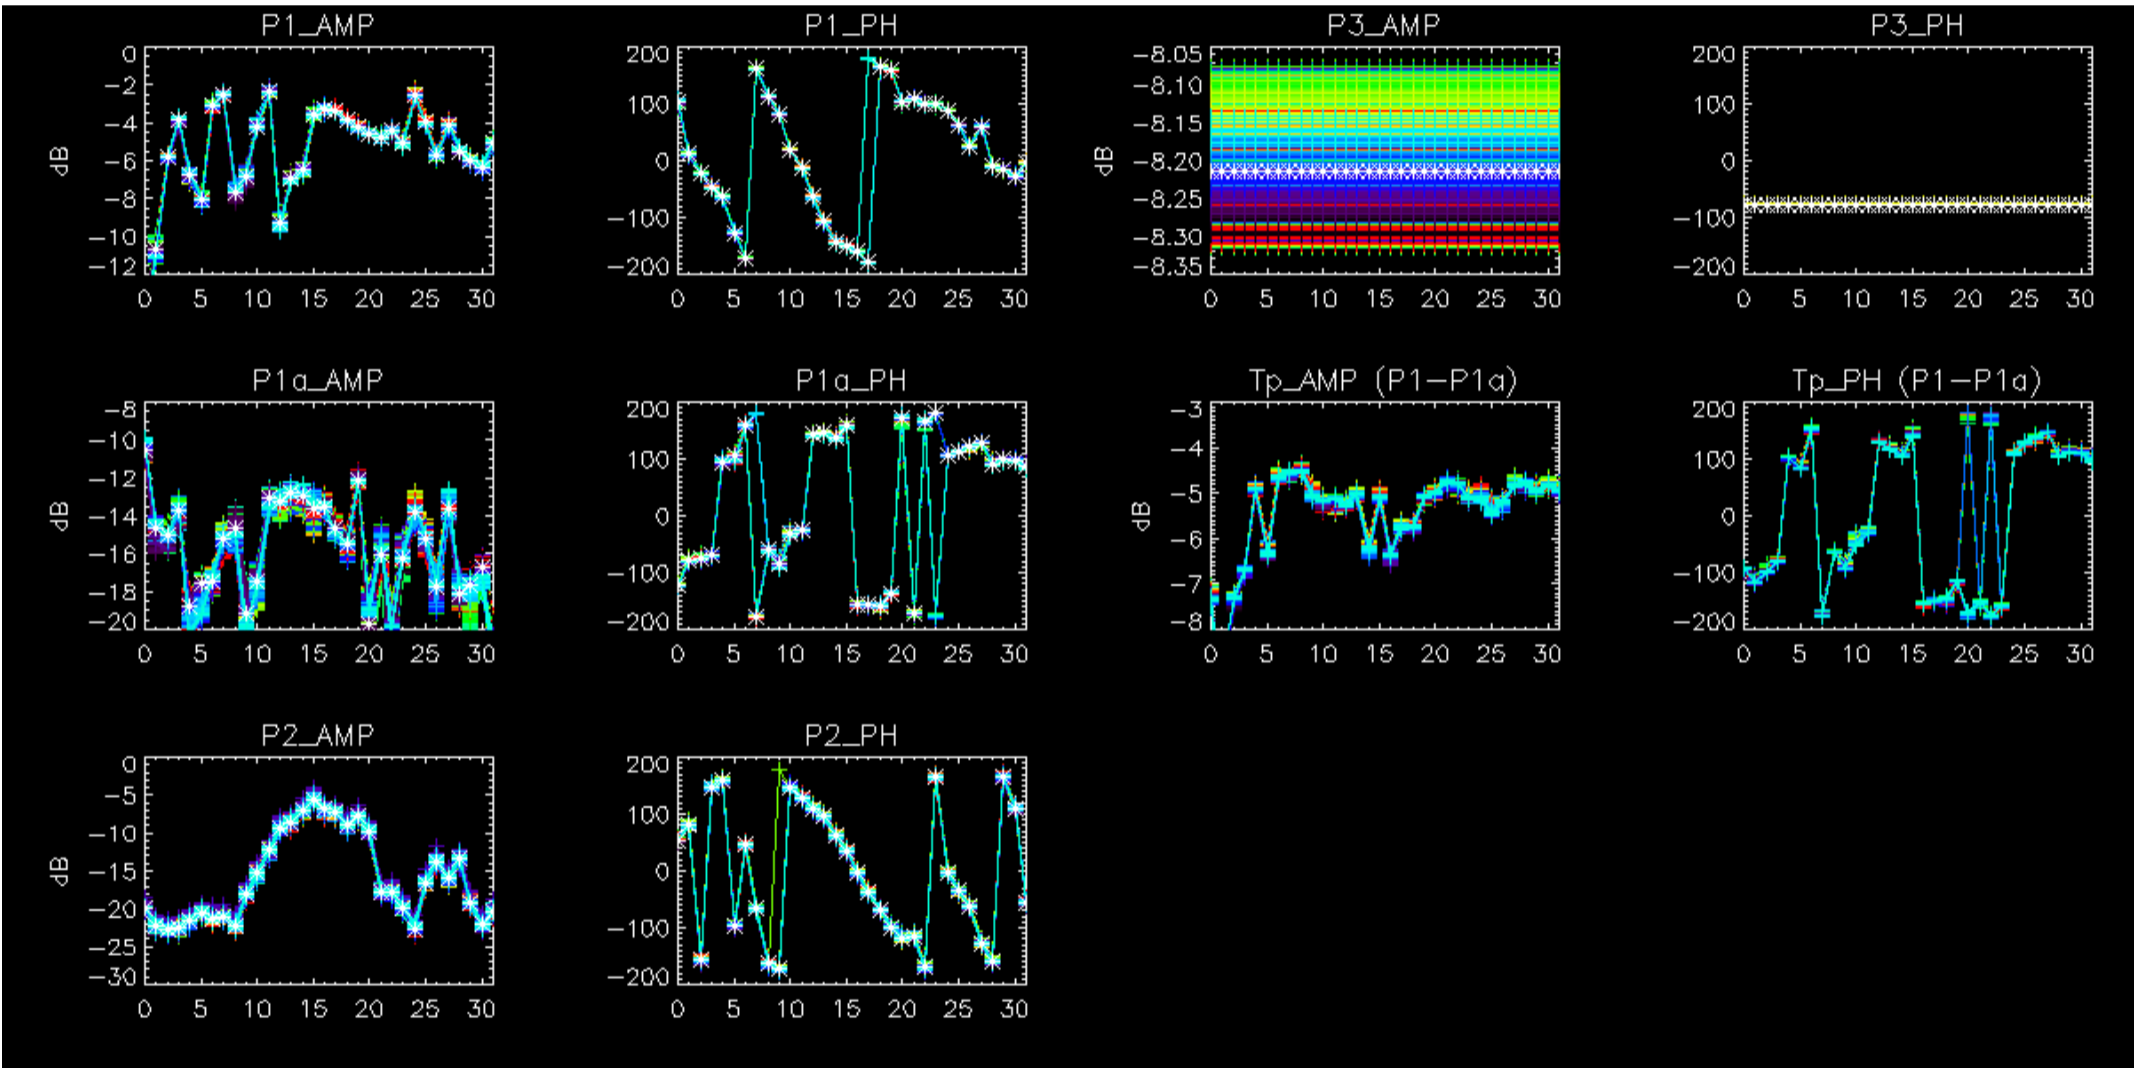 P1_AMP P1_PH P3_AMP P3_PH
0 200 -8.05 200
-2 100 -8.10 100
-4 0 -8.15 0
-6 -100 -8.20 -100
-8 -200 -8.25 -200
-10 -8.30
-12 -8.35
dB dB
0 5 10 15 20 25 30 0 5 10 15 20 25 30 0 5 10 15 20 25 30 0 5 10 15 20 25 30
P1a_AMP P1a_PH Tp_AMP (P1-P1a) Tp_PH (P1-P1a)
-8 200 -3 200
-10 100 -4 100
-12 0 -5 0
-14 -100 -6 -100
-16 -200 -7 -200
-18 -8
-20
dB dB
0 5 10 15 20 25 30 0 5 10 15 20 25 30 0 5 10 15 20 25 30 0 5 10 15 20 25 30
P2_AMP P2_PH
0 200
-5 100
-10 0
-15 -100
-20 -200
-25
-30
dB
0 5 10 15 20 25 30 0 5 10 15 20 25 30